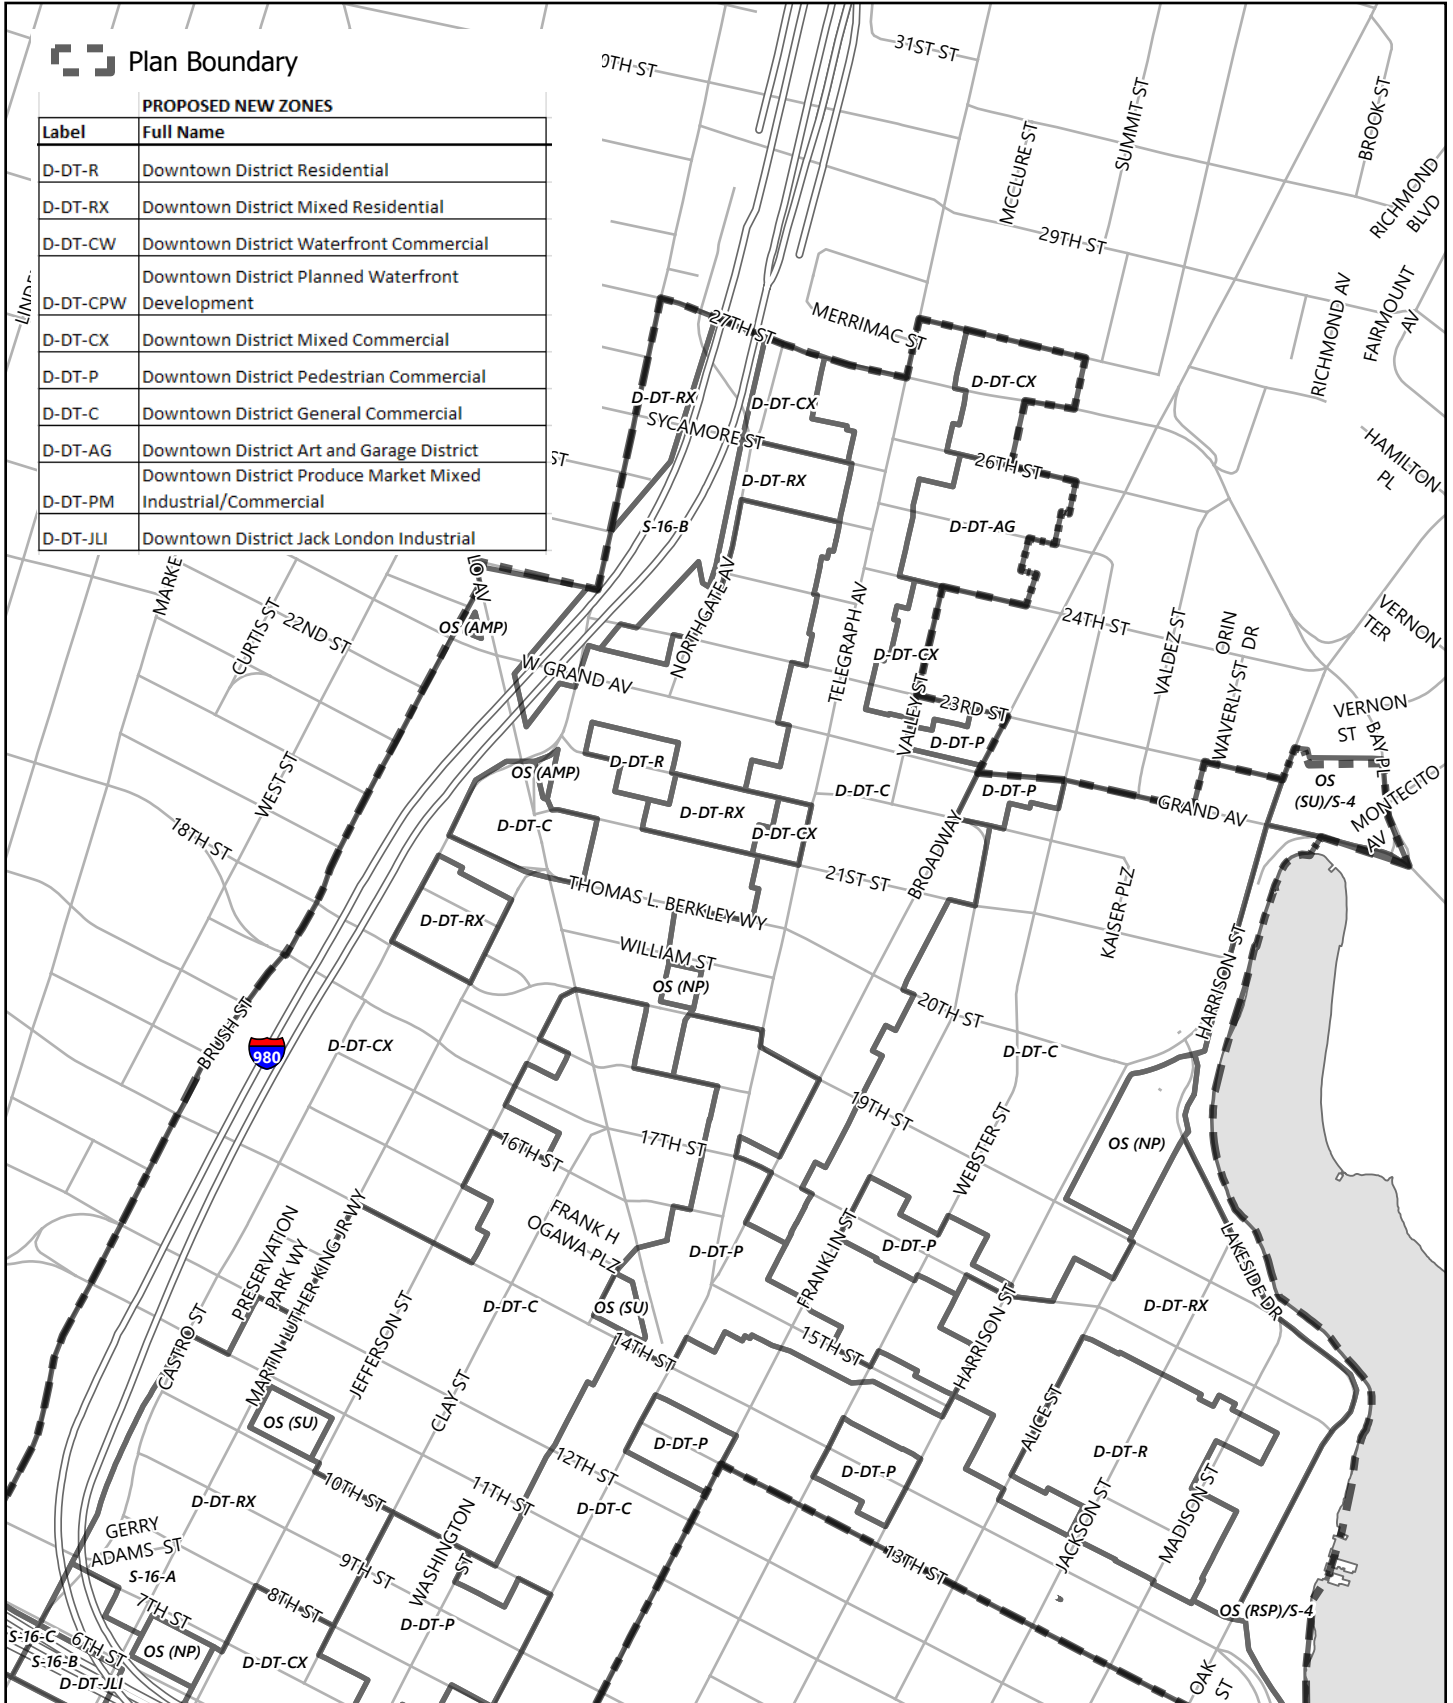 Plan Boundary
PROPOSED NEW ZONES
Label Full Name
D-DT-R Downtown District Residential
D-DT-RX Downtown District Mixed Residential
D-DT-CW Downtown District Waterfront Commercial
Downtown District Planned Waterfront
D-DT-CPW Development
D-DT-CX Downtown District Mixed Commercial
D-DT-P Downtown District Pedestrian Commercial
D-DT-C Downtown District General Commercial
D-DT-AG Downtown District Art and Garage District
Downtown District Produce Market Mixed
D-DT-PM Industrial/Commercial
D-DT-JLI Downtown District Jack London Industrial
31ST ST
0TH ST
SUMMIT ST
BROOK ST
MCCLURE ST
RICHMOND
BLVD
29TH ST
RICHMOND AV
FAIRMOUNT
AV
MERRIMAC ST
27TH ST
D-DT-CX
D-DT-RX
D-DT-CX
SYCAMORE ST
HAMILTON
PL
ST
26TH ST
D-DT-RX
S-16-B
D-DT-AG
MARKE
LO AV
NORTHGATE AV
TELEGRAPH AV
CURTIS ST
22ND ST
OS (AMP)
24TH ST
VALDEZ ST
ORIN
DR
VERNON
TER
D-DT-CX
W GRAND AV
VALLEY ST
23RD ST
WAVERLY ST
VERNON
ST
BAY PL
D-DT-P
WEST ST
OS (AMP)
D-DT-R
D-DT-C
D-DT-P
OS
(SU)/S-4
MONTECITO
AV
GRAND AV
18TH ST
D-DT-C
D-DT-RX
D-DT-CX
BROADWAY
21ST ST
THOMAS L. BERKLEY WY
KAISER PLZ
D-DT-RX
WILLIAM ST
OS (NP)
HARRISON ST
BRUSH ST
980
D-DT-CX
20TH ST
D-DT-C
19TH ST
16TH ST
17TH ST
WEBSTER ST
OS (NP)
PRESERVATION
PARK WY
MARTIN LUTHER KING JR WY
FRANK H
OGAWA PLZ
D-DT-P
FRANKLIN ST
D-DT-P
LAKESIDE DR
CASTRO ST
JEFFERSON ST
D-DT-C
OS (SU)
14TH ST
15TH ST
HARRISON ST
D-DT-RX
CLAY ST
OS (SU)
ALICE ST
D-DT-P
D-DT-P
D-DT-R
D-DT-RX
10TH ST
11TH ST
12TH ST
D-DT-C
JACKSON ST
MADISON ST
GERRY
ADAMS ST
S-16-A
9TH ST
WASHINGTON
ST
13TH ST
7TH ST
8TH ST
D-DT-P
OS (RSP)/S-4
S-16-C
S-16-B
6TH ST
OS (NP)
D-DT-CX
D-DT-JLI
OAK
ST